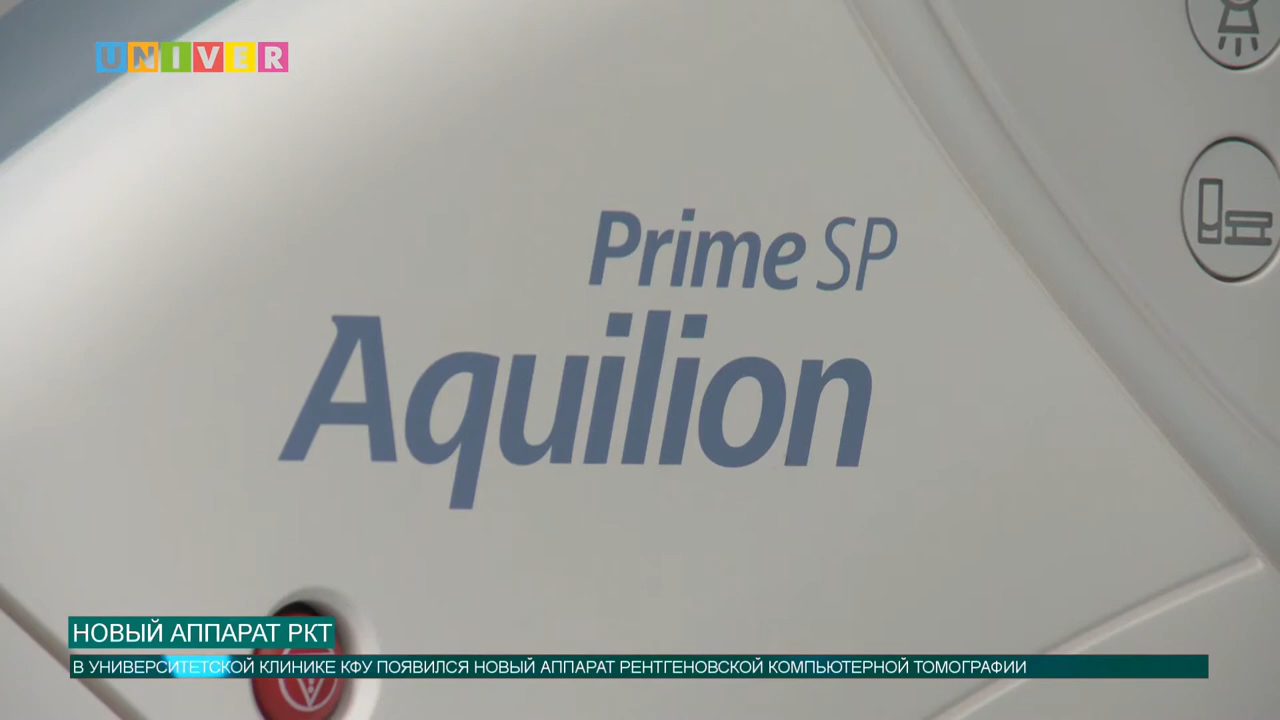 UNIVER
Prime SP
Aquilion
НОВЫЙ АППАРАТ РКТ
В УНИВЕРСИТЕТСКОЙ КЛИНИКЕ КФУ ПОЯВИЛСЯ НОВЫЙ АППАРАТ РЕНТГЕНОВСКОЙ КОМПЬЮТЕРНОЙ ТОМОГРАФИИ